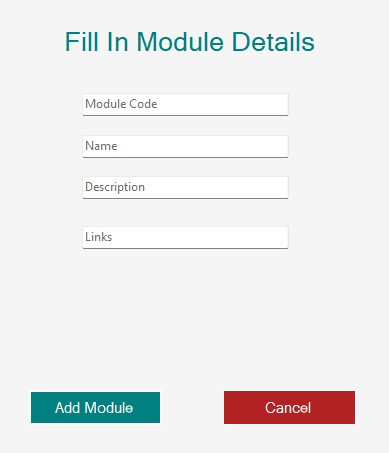 Fill In Module Details
Module Code
Name
Description
Links
Add Module
Cancel